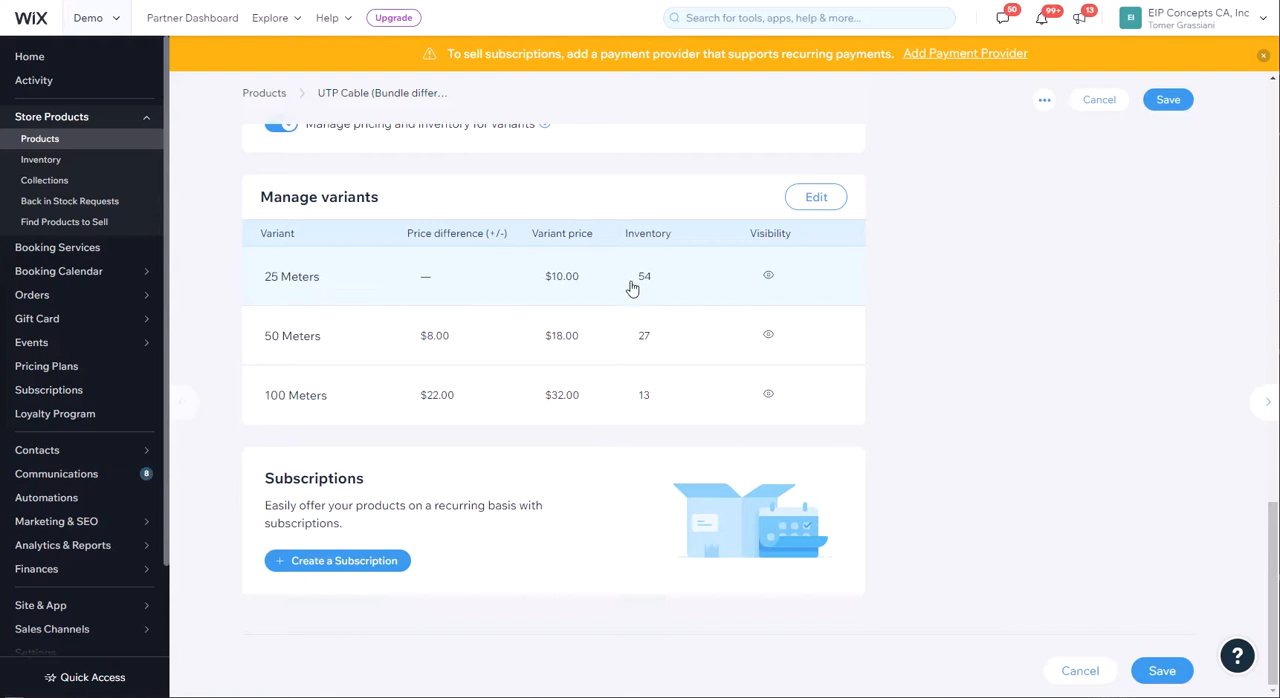 WIX Demo Partner Dashboard Explore Help Upgrade Search for tools, apps, help & more... 50 99+ 13 EI EIP Concepts CA, Inc
Tomer Grassiani
To sell subscriptions, add a payment provider that supports recurring payments. Add Payment Provider
Home
Activity
Store Products
Products
Inventory
Collections
Back in Stock Requests
Find Products to Sell
Booking Services
Booking Calendar
Orders
Gift Card
Events
Pricing Plans
Subscriptions
Loyalty Program
Contacts
Communications 8
Automations
Marketing & SEO
Analytics & Reports
Finances
Site & App
Sales Channels
Settings
Quick Access
Products UTP Cable (Bundle differ... Cancel Save
Manage pricing and inventory for variants
Manage variants Edit
Variant Price difference (+/-) Variant price Inventory Visibility
25 Meters — $10.00 54
50 Meters $8.00 $18.00 27
100 Meters $22.00 $32.00 13
Subscriptions
Easily offer your products on a recurring basis with
subscriptions.
+ Create a Subscription
Cancel Save
?